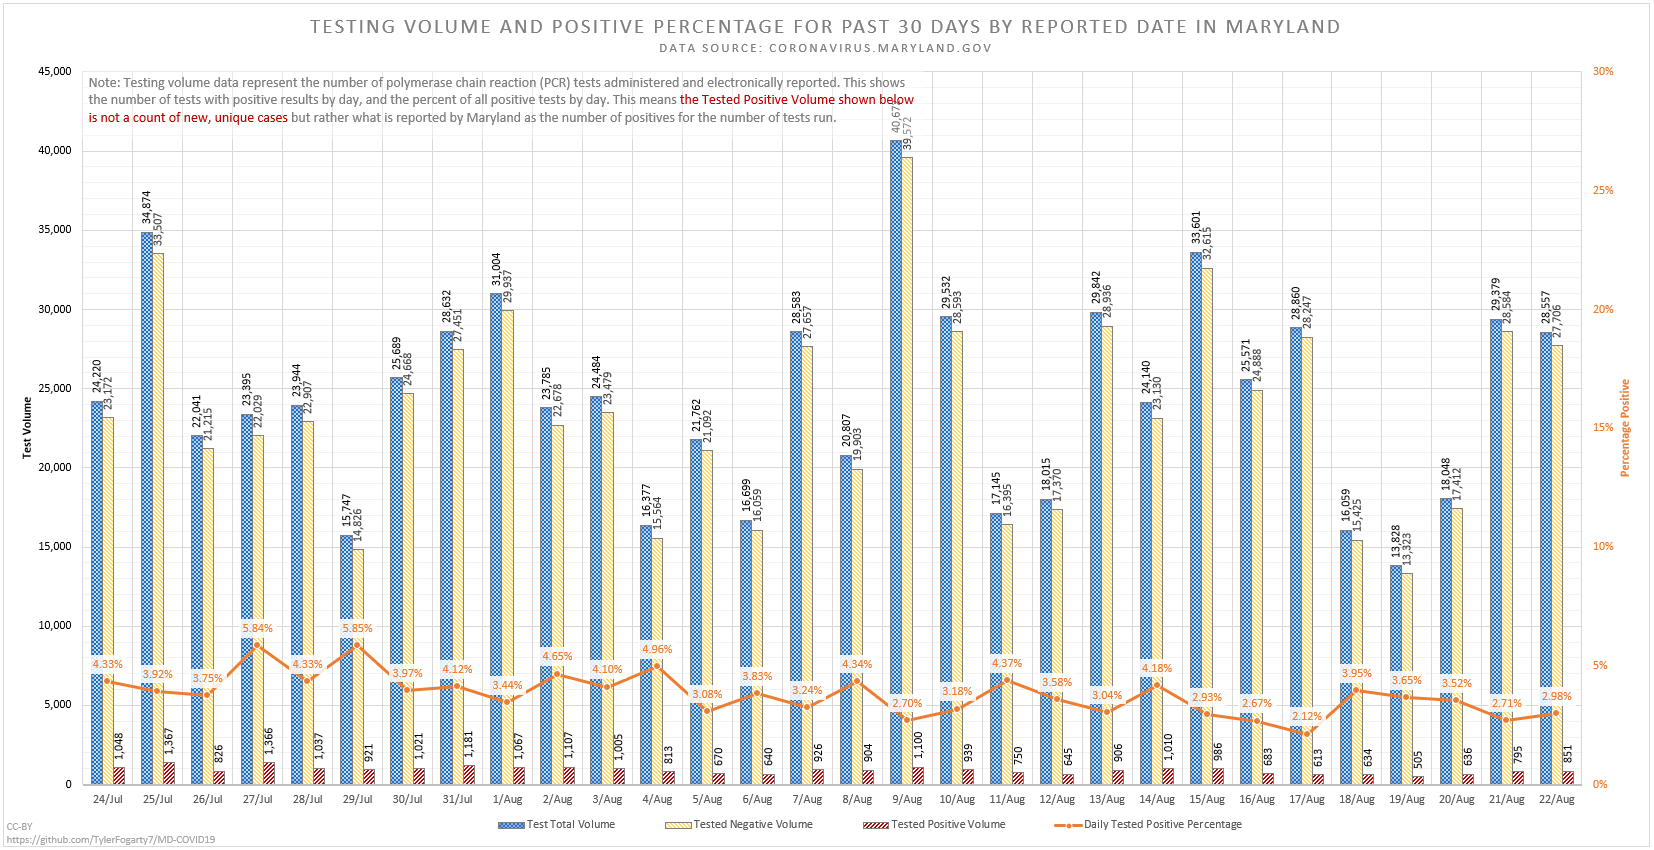 TESTING VOLUME AND POSITIVE PERCENTAGE FOR PAST 30 DAYS BY REPORTED DATE IN MARYLAND
DATA SOURCE: CORONAVIRUS.MARYLAND.GOV
Note: Testing volume data represent the number of polymerase chain reaction (PCR) tests administered and electronically reported. This shows
the number of tests with positive results by day, and the percent of all positive tests by day. This means the Tested Positive Volume shown below
is not a count of new, unique cases but rather what is reported by Maryland as the number of positives for the number of tests run.
Test Volume
45,000
40,000
35,000
30,000
25,000
20,000
15,000
10,000
5,000
0
Percentage Positive
30%
25%
20%
15%
10%
5%
0%
24,220 23,172 4.33% 1,048
34,874 33,507 3.92% 1,367
22,041 21,215 3.75% 826
23,395 22,029 5.84% 1,366
23,944 22,907 4.33% 1,037
15,747 14,826 5.85% 921
25,689 24,668 3.97% 1,021
28,632 27,451 4.12% 1,181
31,004 29,937 3.44% 1,067
23,785 22,678 4.65% 1,107
24,484 23,479 4.10% 1,005
16,377 15,564 4.96% 813
21,762 21,092 3.08% 670
16,699 16,059 3.83% 640
28,583 27,657 3.24% 926
20,807 19,903 4.34% 904
39,572 2.70% 1,100
29,532 28,593 3.18% 939
17,145 16,395 4.37% 750
18,015 17,370 3.58% 645
29,842 28,936 3.04% 906
24,140 23,130 4.18% 1,010
33,601 32,615 2.93% 986
25,571 24,888 2.67% 683
28,860 28,247 2.12% 613
16,059 15,425 3.95% 634
13,828 13,323 3.65% 505
18,048 17,412 3.52% 636
29,379 28,584 2.71% 795
28,557 27,706 2.98% 851
24/Jul 25/Jul 26/Jul 27/Jul 28/Jul 29/Jul 30/Jul 31/Jul 1/Aug 2/Aug 3/Aug 4/Aug 5/Aug 6/Aug 7/Aug 8/Aug 9/Aug 10/Aug 11/Aug 12/Aug 13/Aug 14/Aug 15/Aug 16/Aug 17/Aug 18/Aug 19/Aug 20/Aug 21/Aug 22/Aug
Test Total Volume Tested Negative Volume Tested Positive Volume Daily Tested Positive Percentage
CC-BY
https://github.com/TylerFogarty7/MD-COVID19